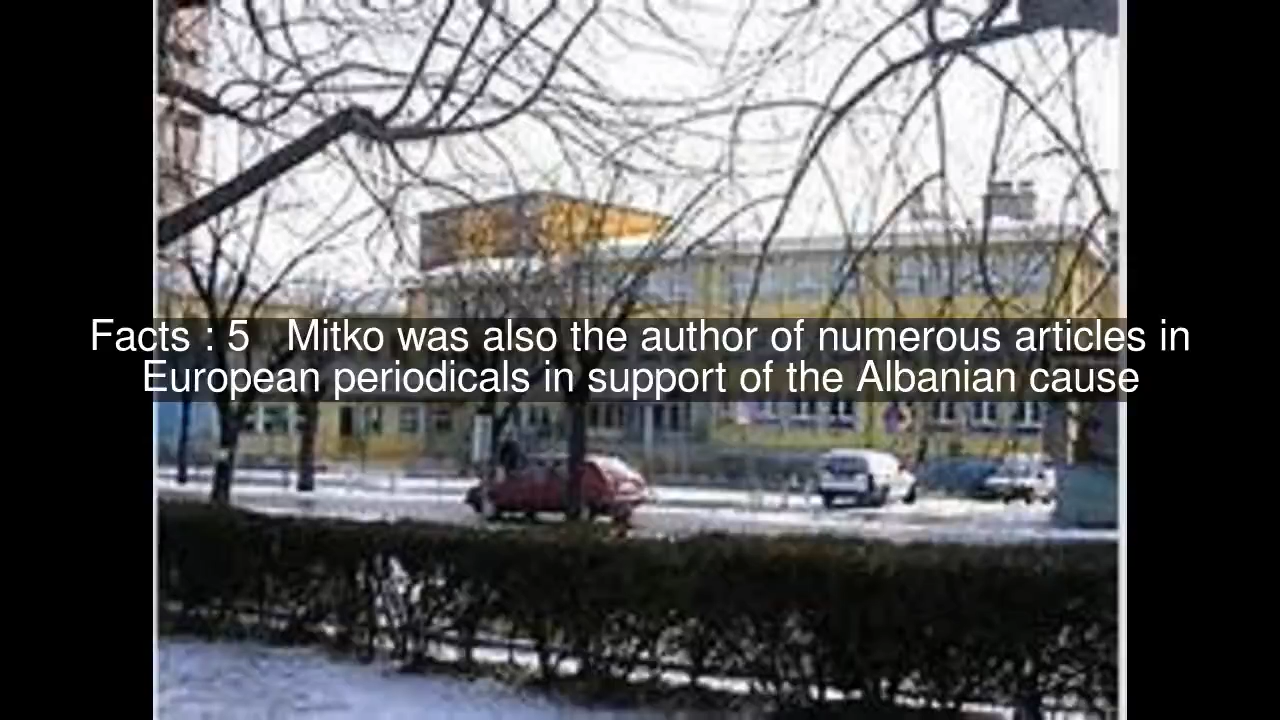 Facts : 5   Mitko was also the author of numerous articles in
European periodicals in support of the Albanian cause